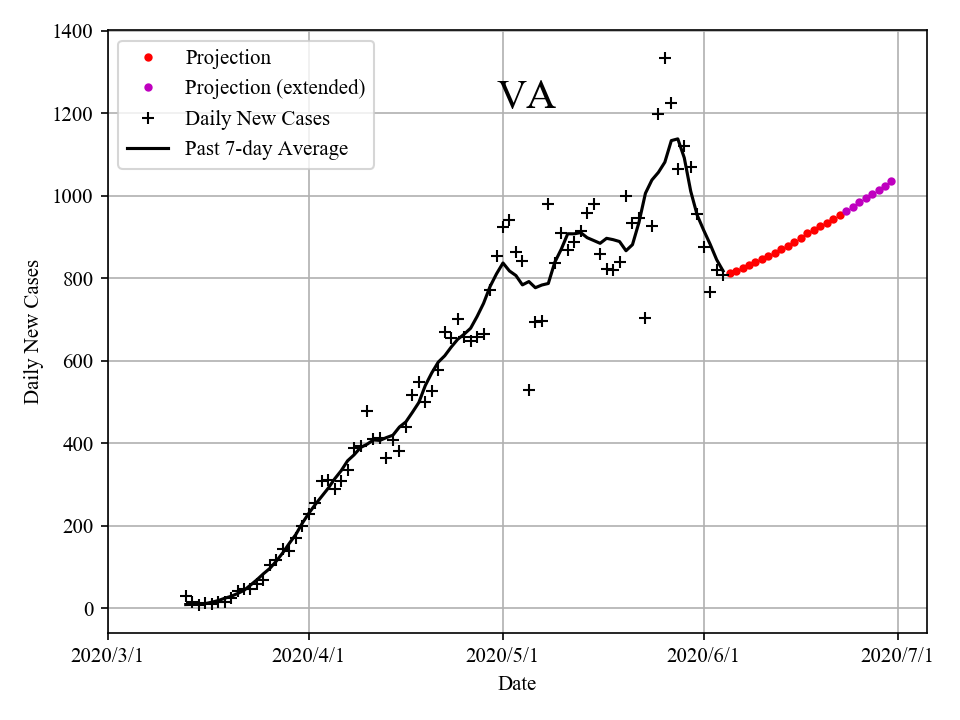 1400
1200
1000
800
600
400
200
0
Daily New Cases
Projection
Projection (extended)
Daily New Cases
Past 7-day Average
VA
2020/3/1 2020/4/1 2020/5/1 2020/6/1 2020/7/1
Date